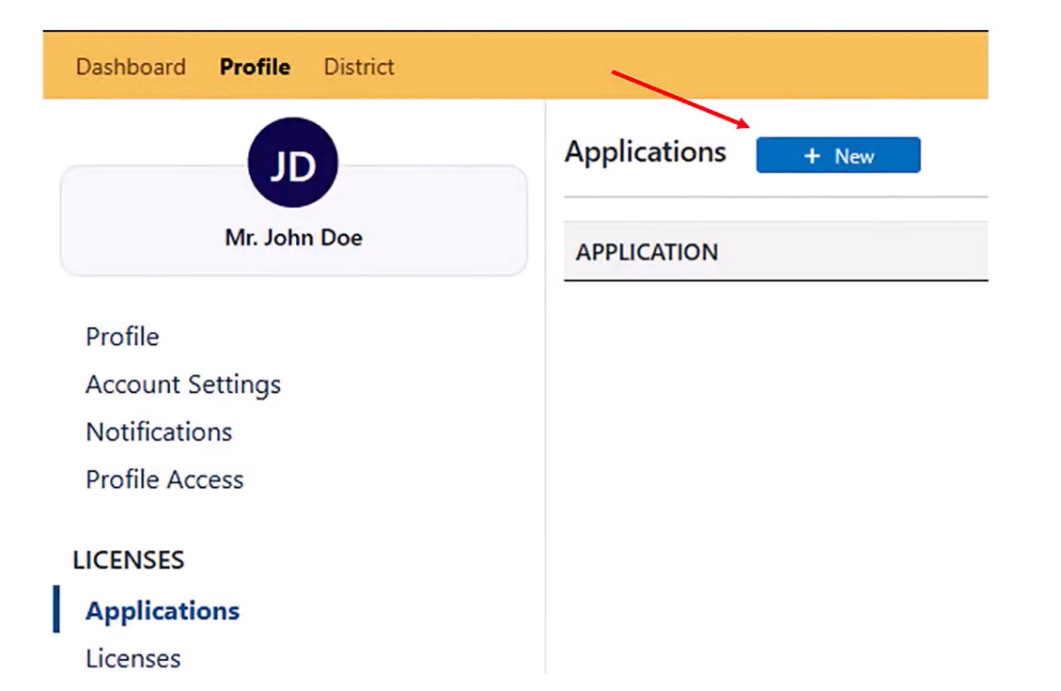 Dashboard Profile District
JD
Mr. John Doe
Profile
Account Settings
Notifications
Profile Access
LICENSES
Applications
Licenses
Applications + New
APPLICATION